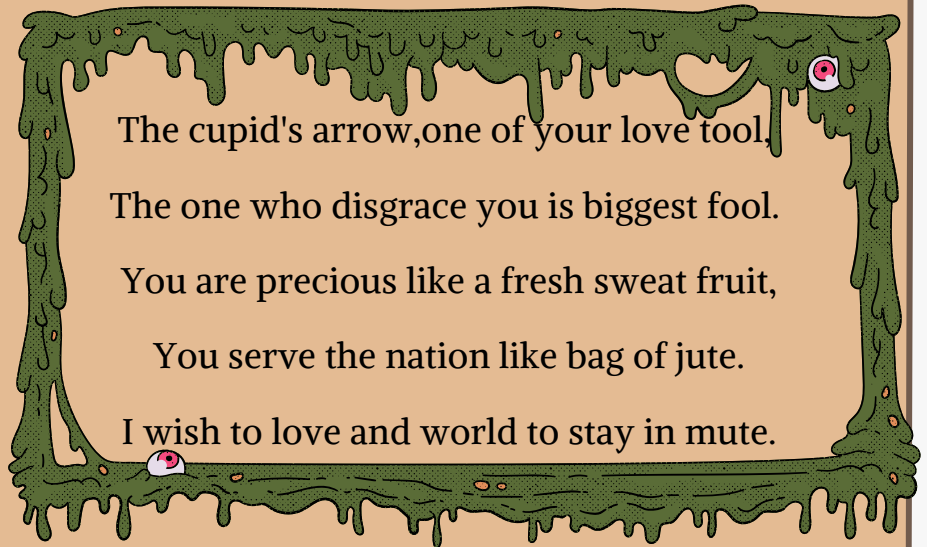 The cupid's arrow,one of your love tool,
The one who disgrace you is biggest fool.
You are precious like a fresh sweat fruit,
You serve the nation like bag of jute.
I wish to love and world to stay in mute.